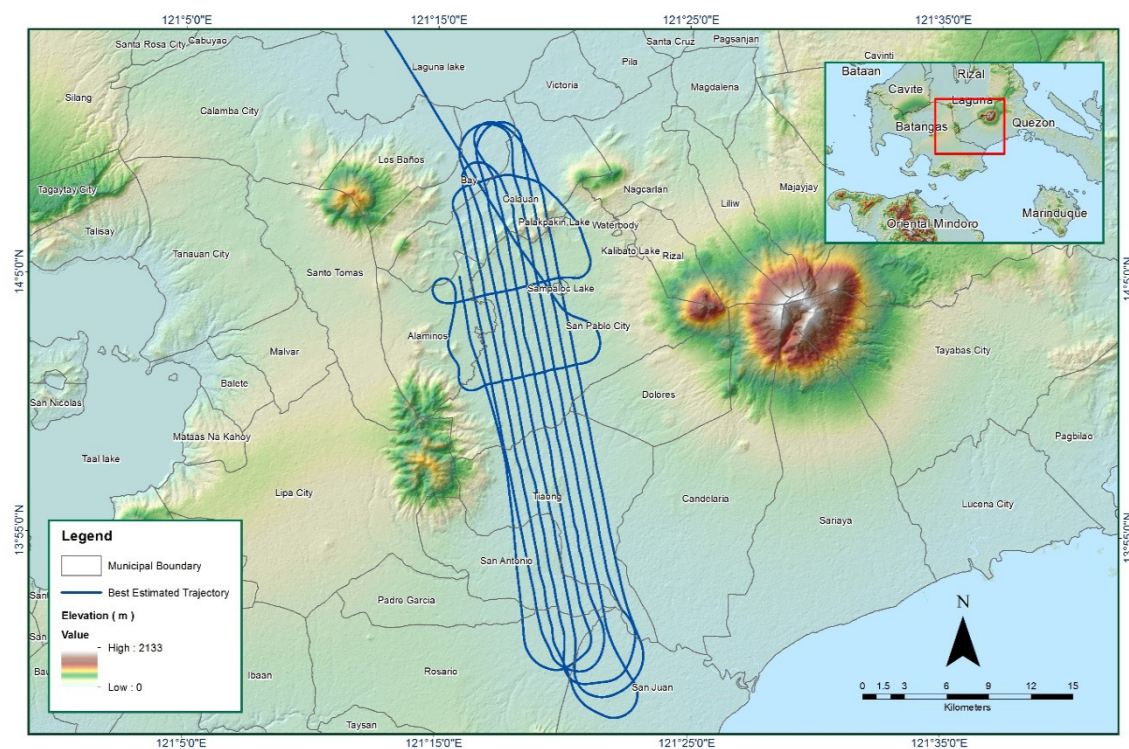 121°5'0"E
121°15'0"E
121°25'0"E
121°35'0"E
Santa Rosa City
Cabuyao
Laguna lake
Santa Cruz
Pagsanjan
Pila
Cavinti
Silang
Calamba City
Victoria
Magdalena
Los Baños
Bay
Calauan
Nagcarlan
Majayjay
Tagaytay City
Liliw
Talisay
Palakpakin Lake
Waterbody
Tanauan City
Kalibato Lake
Rizal
14°5'0"N
14°5'0"N
Santo Tomas
Sampaloc Lake
San Pablo City
Alaminos
Malvar
Tayabas City
Balete
Dolores
San Nicolas
Mataas Na Kahoy
Pagbilao
Taal lake
Lipa City
Tiaong
Candelaria
Lucena City
Sariaya
13°55'0"N
13°55'0"N
San Antonio
Padre Garcia
Rosario
Ibaan
San Juan
Taysan
Bataan
Rizal
Cavite
Laguna
Batangas
Quezon
Marinduque
Oriental Mindoro
Legend
Municipal Boundary
Best Estimated Trajectory
Elevation ( m )
Value
High : 2133
Low : 0
N
0 1.5 3 6 9 12 15
Kilometers
121°5'0"E
121°15'0"E
121°25'0"E
121°35'0"E